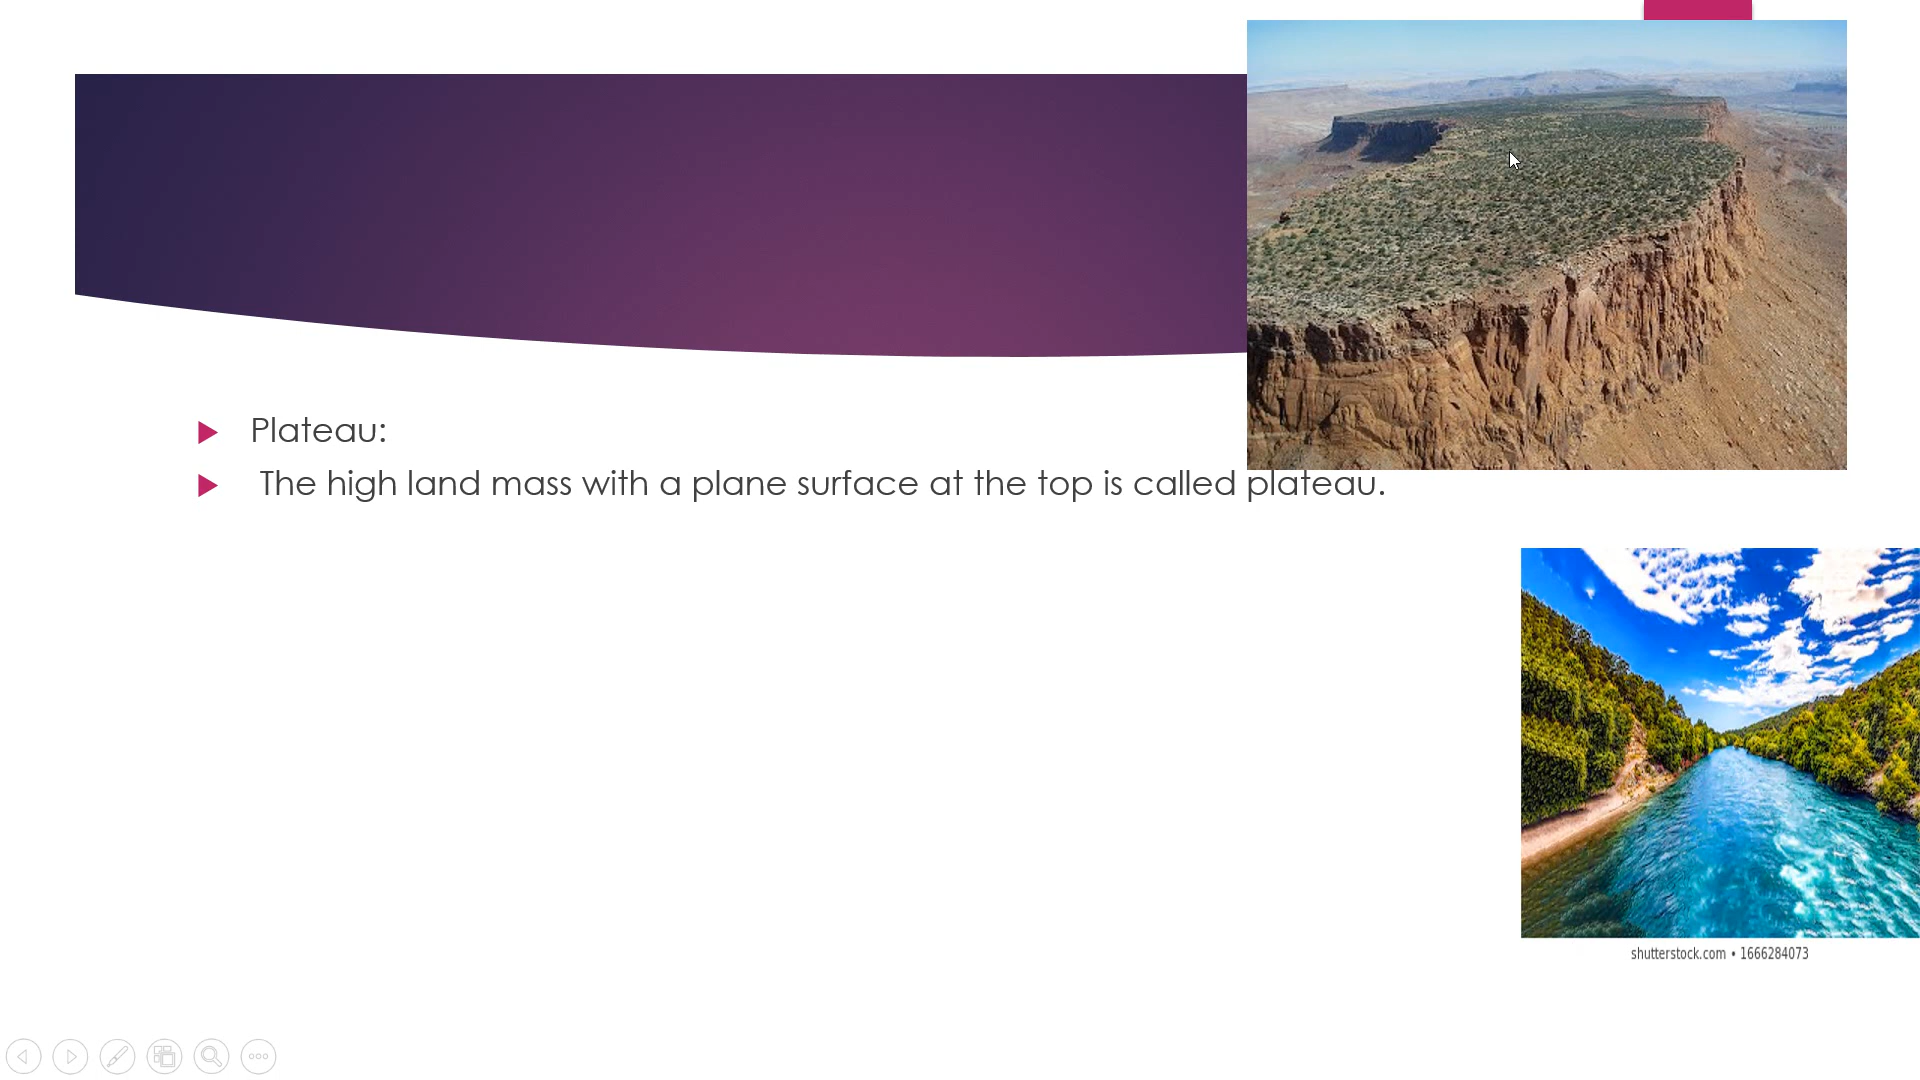 Plateau:
The high land mass with a plane surface at the top is called plateau.
shutterstock.com • 1666284073